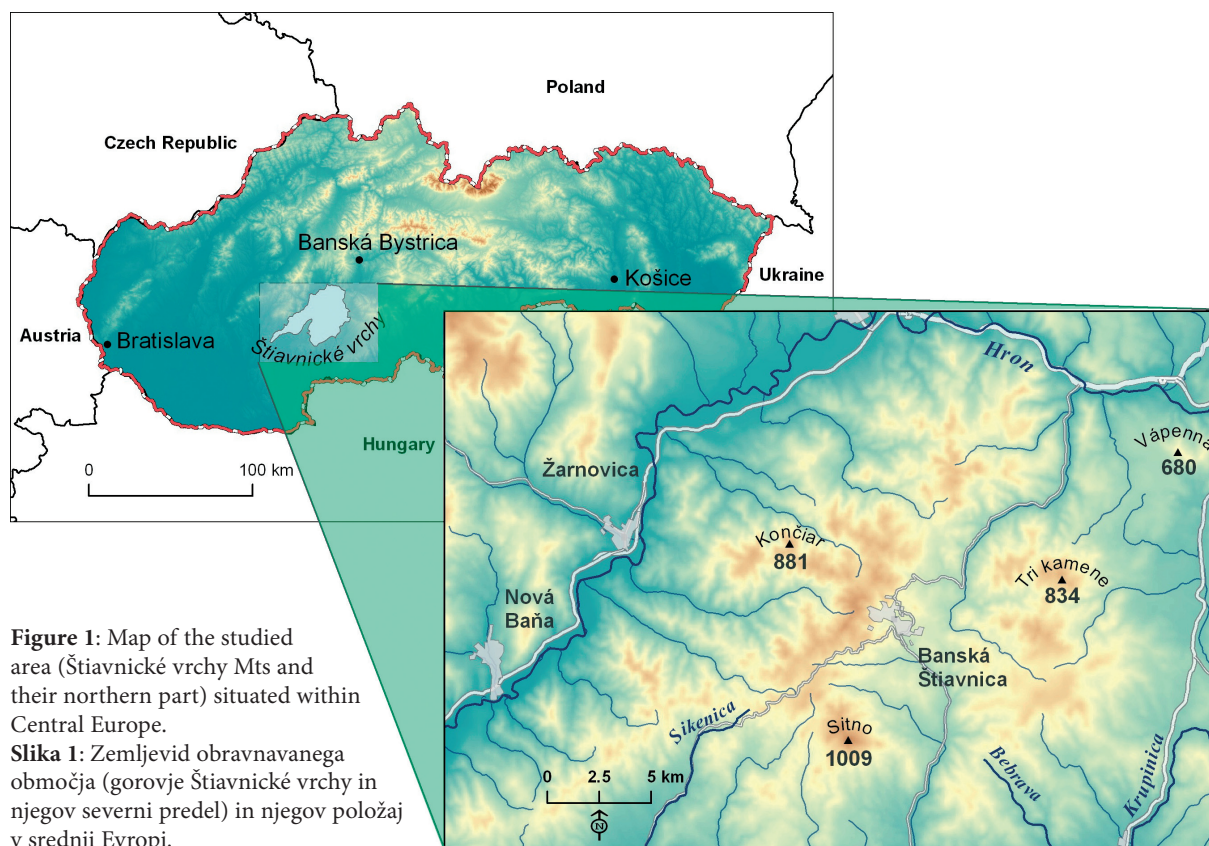 Poland
Czech Republic
Banská Bystrica
Košice
Ukraine
Austria
Bratislava
Štiavnické vrchy
Hungary
0 100 km
Hron
Vápenná
680
Žarnovica
Končiar
881
Tri kamene
834
Nová
Baňa
Banská
Štiavnica
Sikenica
Sitno
1009
Bebrava
Krupinica
0 2.5 5 km
N
Figure 1: Map of the studied
area (Štiavnické vrchy Mts and
their northern part) situated within
Central Europe.
Slika 1: Zemljevid obravnavanega
območja (gorovje Štiavnické vrchy in
njegov severni predel) in njegov položaj
v srednji Evropi.